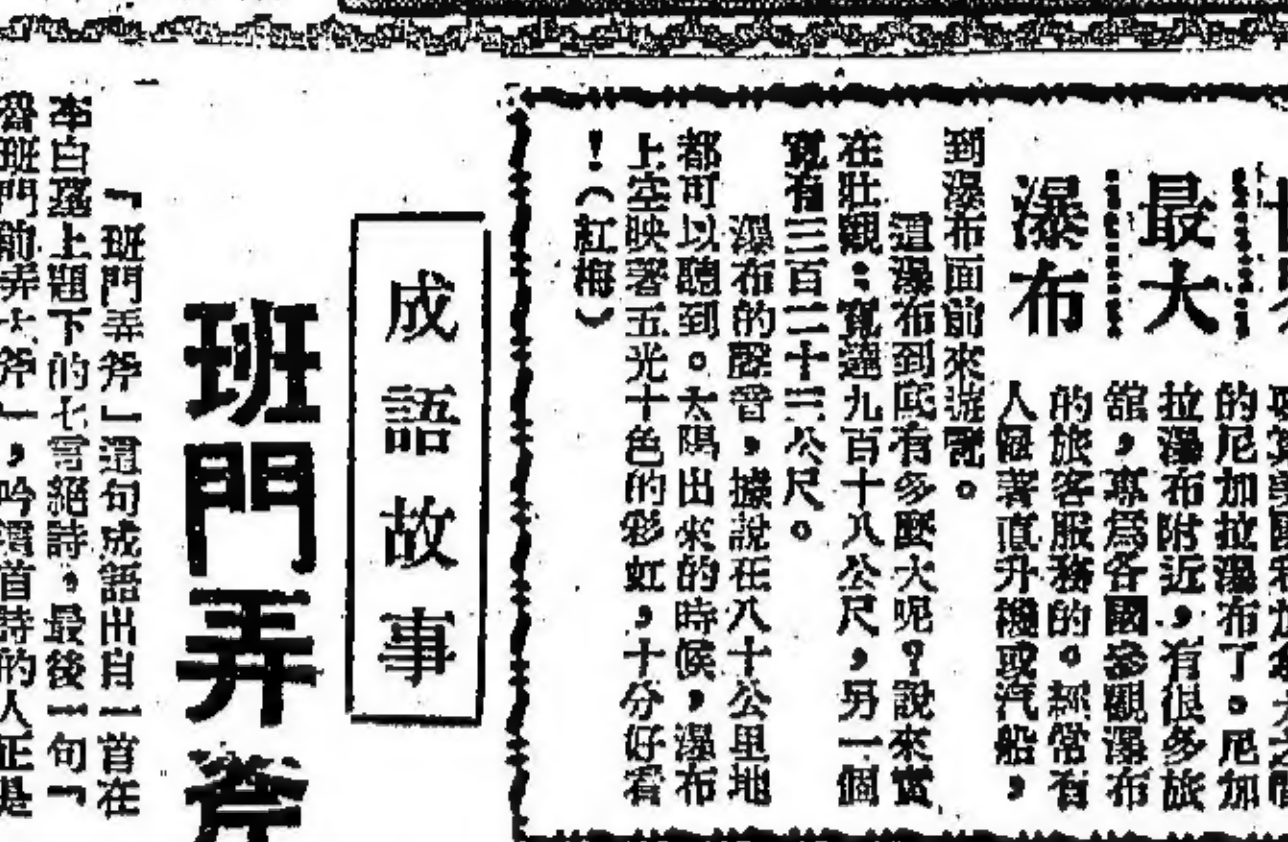 最大
瀑布
的尼加拉瀑布了。尼加
拉瀑布附近,有很多旅
舘,專爲各國參觀瀑布
的旅客服務的。經常有
人僱著直升機或汽船,
到瀑布面前來遊覽。
這瀑布到底有多麼大呢?說來實
在壯觀:寬達九百十八公尺,另一個
寬有三百二十三公尺。
瀑布的聲音,據說在八十公里地
都可以聽到。太陽出來的時候,瀑布
上空映著五光十色的彩虹,十分好看
!(紅梅)
成語故事
班門弄斧
「班門弄斧」這句成語出自一首在
李白墓上題下的七言絕詩。最後一句「
班門前弄大斧」,吟這首詩的人正是